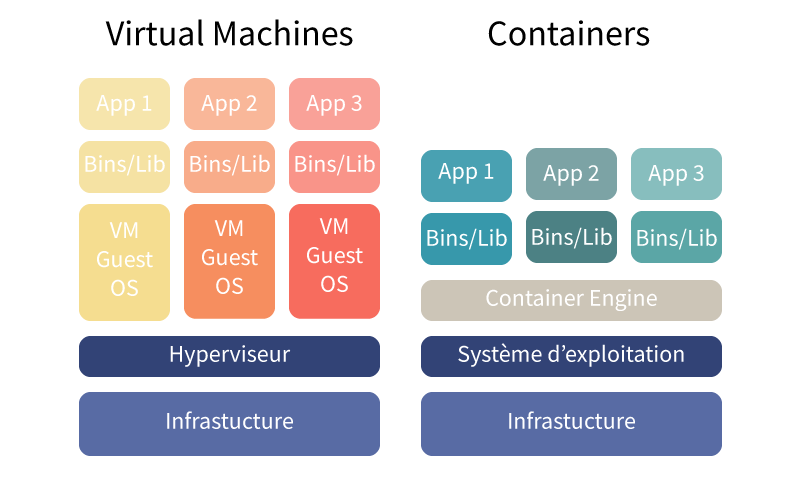 Virtual Machines
App 1
App 2
App 3
Bins/Lib
Bins/Lib
Bins/Lib
VM
Guest
OS
VM
Guest
OS
VM
Guest
OS
Hyperviseur
Infrastucture
Containers
App 1
App 2
App 3
Bins/Lib
Bins/Lib
Bins/Lib
Container Engine
Système d’exploitation
Infrastucture